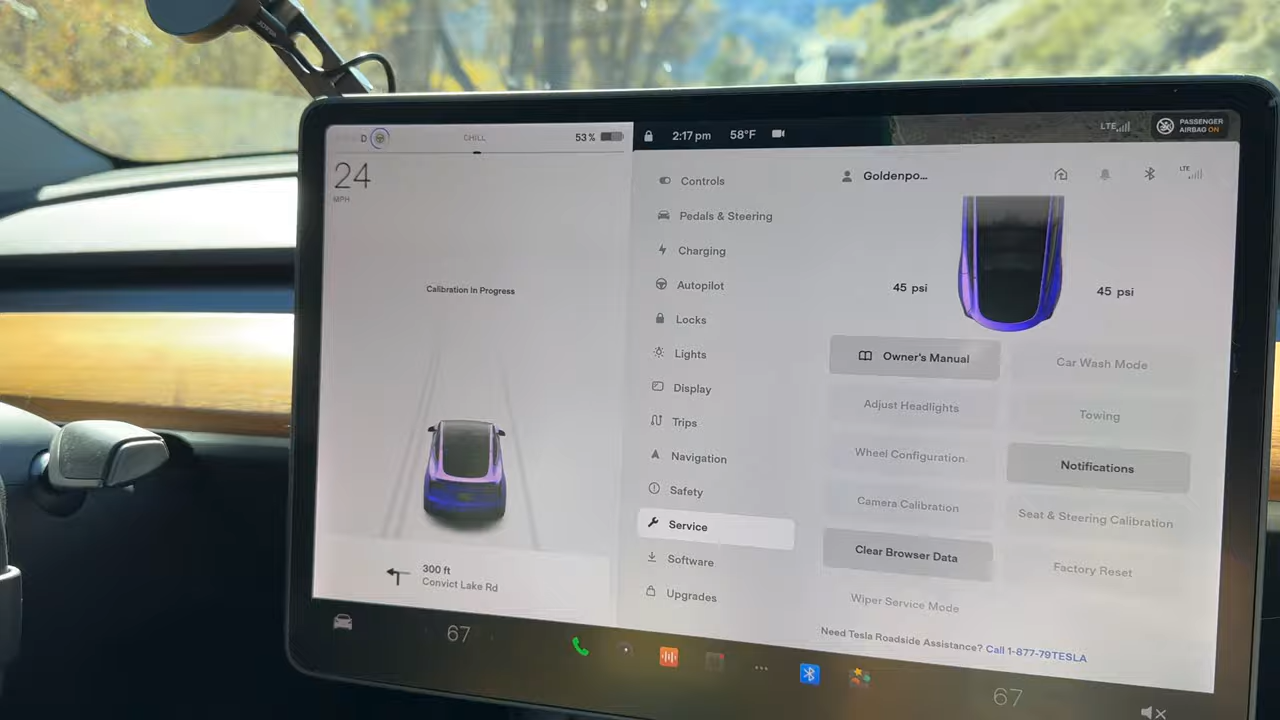 D
CHILL
53 %
2:17 pm
58°F
LTE
PASSENGER
AIRBAG ON
24
MPH
Calibration In Progress
300 ft
Convict Lake Rd
Controls
Pedals & Steering
Charging
Autopilot
Locks
Lights
Display
Trips
Navigation
Safety
Service
Software
Upgrades
Goldenpo...
LTE
45 psi
45 psi
Owner's Manual
Car Wash Mode
Adjust Headlights
Towing
Wheel Configuration
Notifications
Camera Calibration
Seat & Steering Calibration
Clear Browser Data
Factory Reset
Wiper Service Mode
Need Tesla Roadside Assistance? Call 1-877-79TESLA
67
67